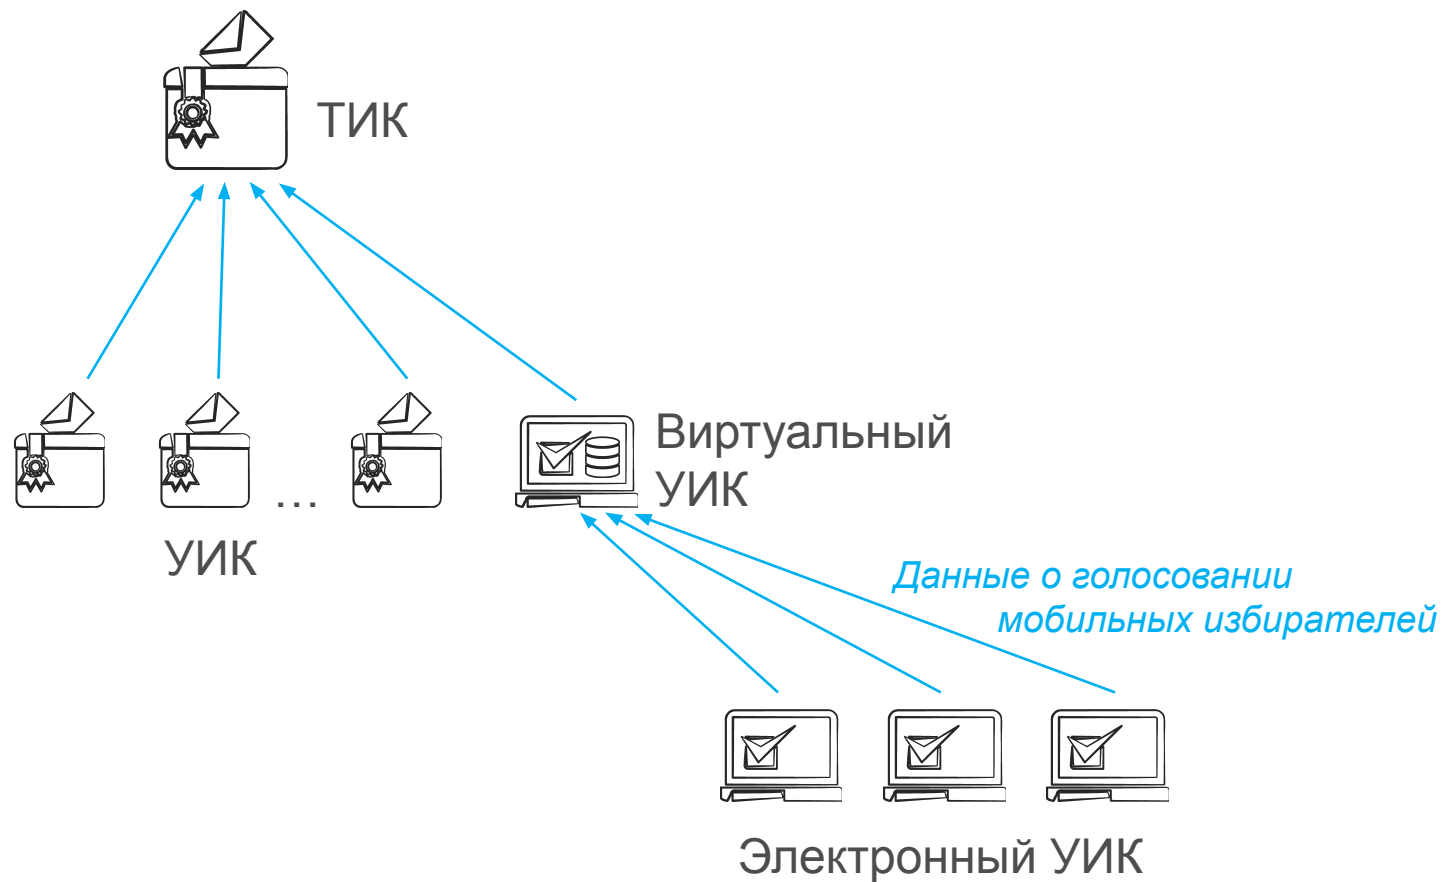 ТИК
Виртуальный
УИК
…
УИК
Данные о голосовании
мобильных избирателей
Электронный УИК